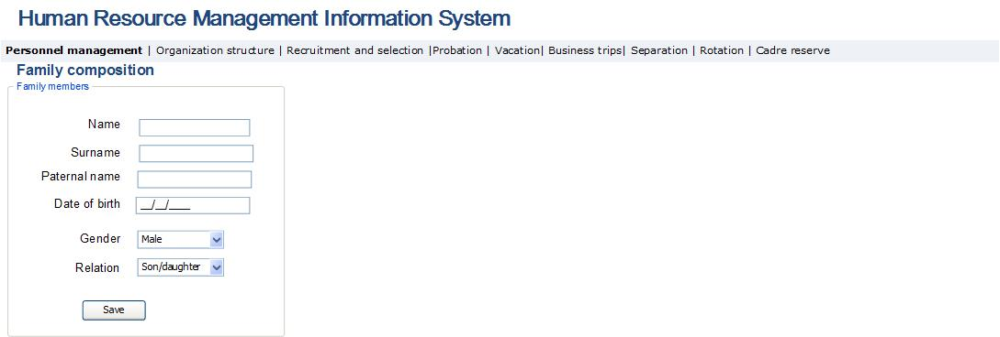 Human Resource Management Information System
Personnel management | Organization structure | Recruitment and selection |Probation | Vacation| Business trips| Separation | Rotation | Cadre reserve
Family composition
Family members
Name
Surname
Paternal name
Date of birth __/__/____
Gender Male
Relation Son/daughter
Save